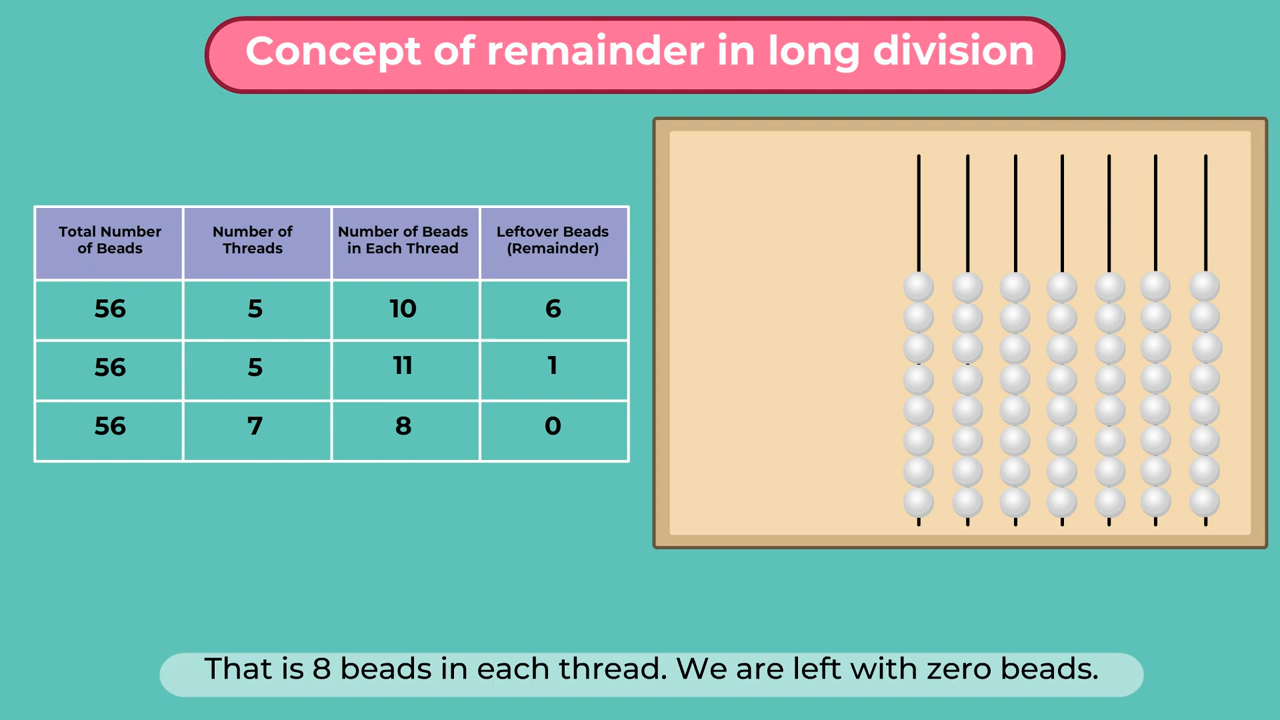 Concept of remainder in long division
Total Number
of Beads
Number of
Threads
Number of Beads
in Each Thread
Leftover Beads
(Remainder)
56 5 10 6
56 5 11 1
56 7 8 0
That is 8 beads in each thread. We are left with zero beads.